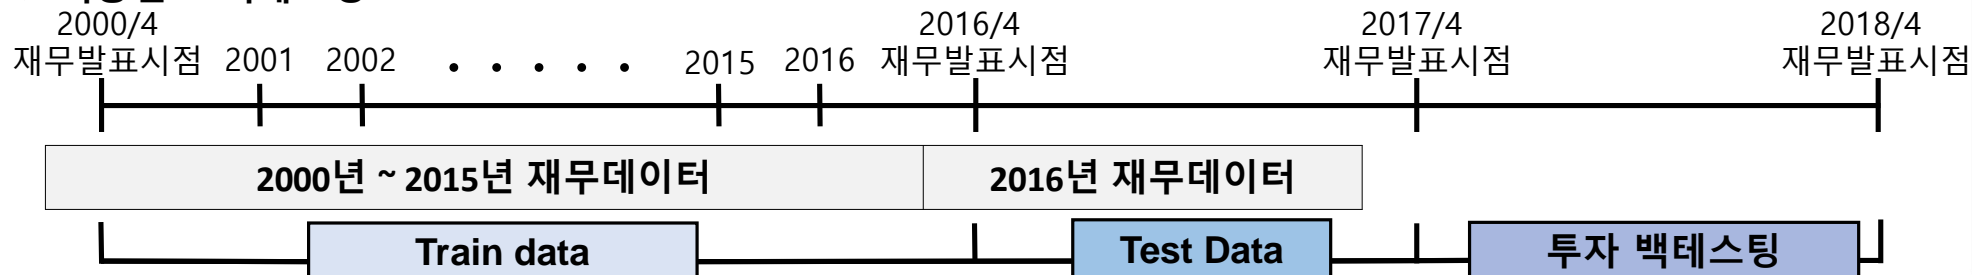 2000/4
재무발표시점
2001
2002
.....
2015
2016
2016/4
재무발표시점
2017/4
재무발표시점
2018/4
재무발표시점
2000년 ~ 2015년 재무데이터
2016년 재무데이터
Train data
Test Data
투자 백테스팅